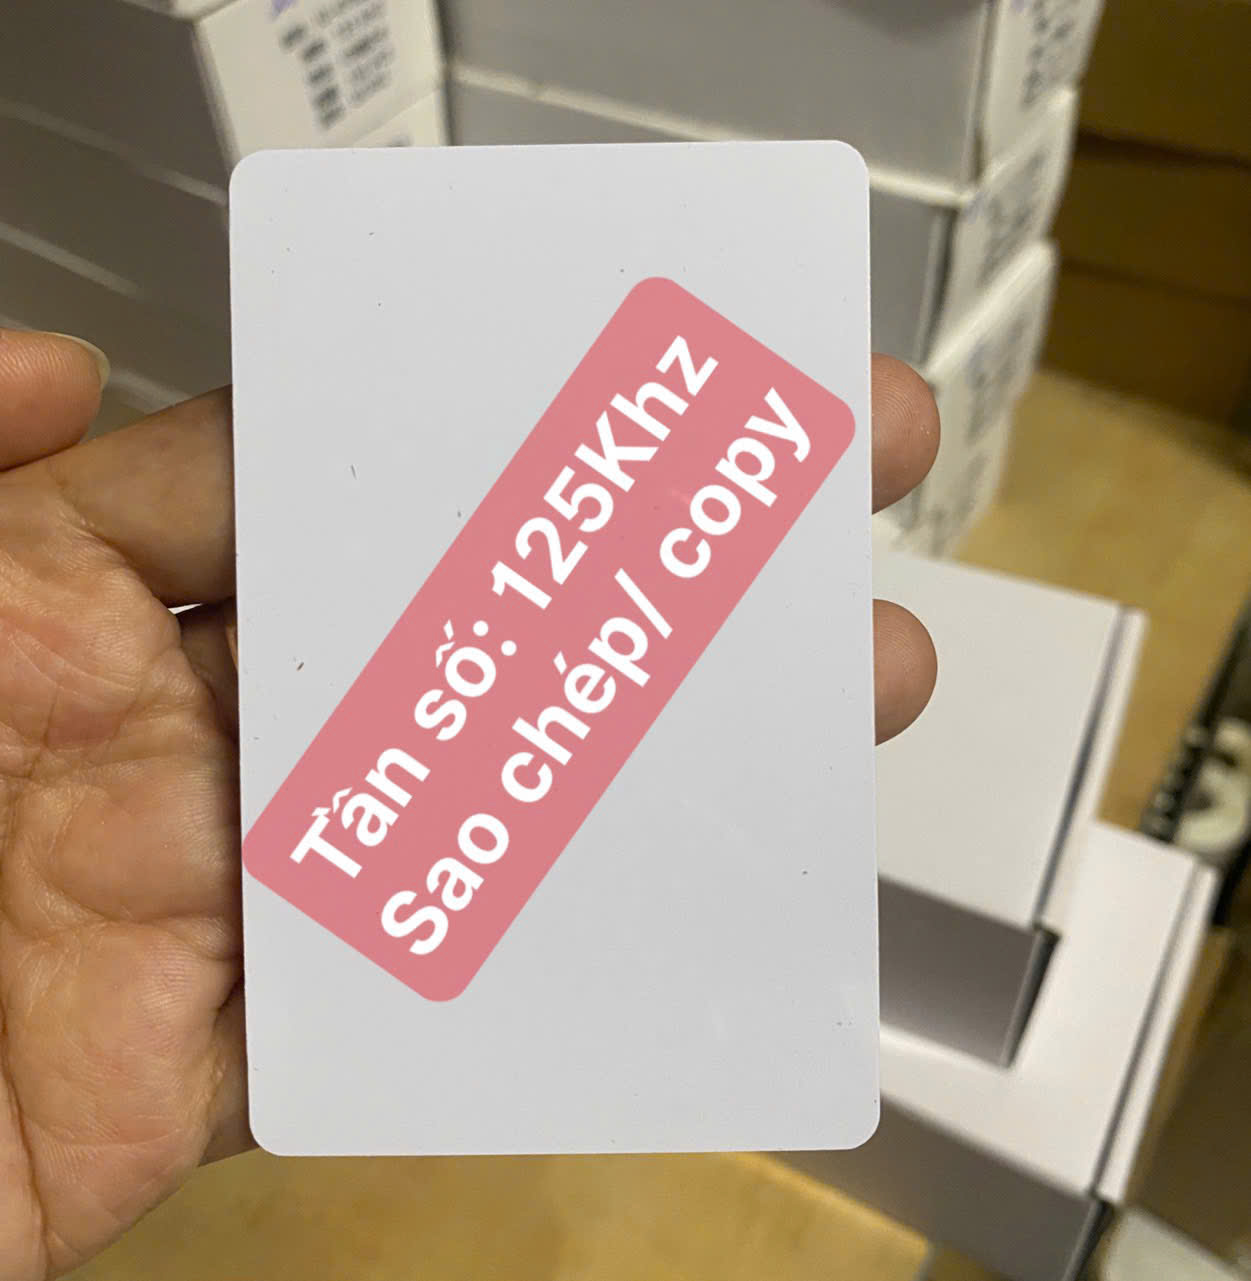 Tần số: 125Khz
Sao chép/ copy